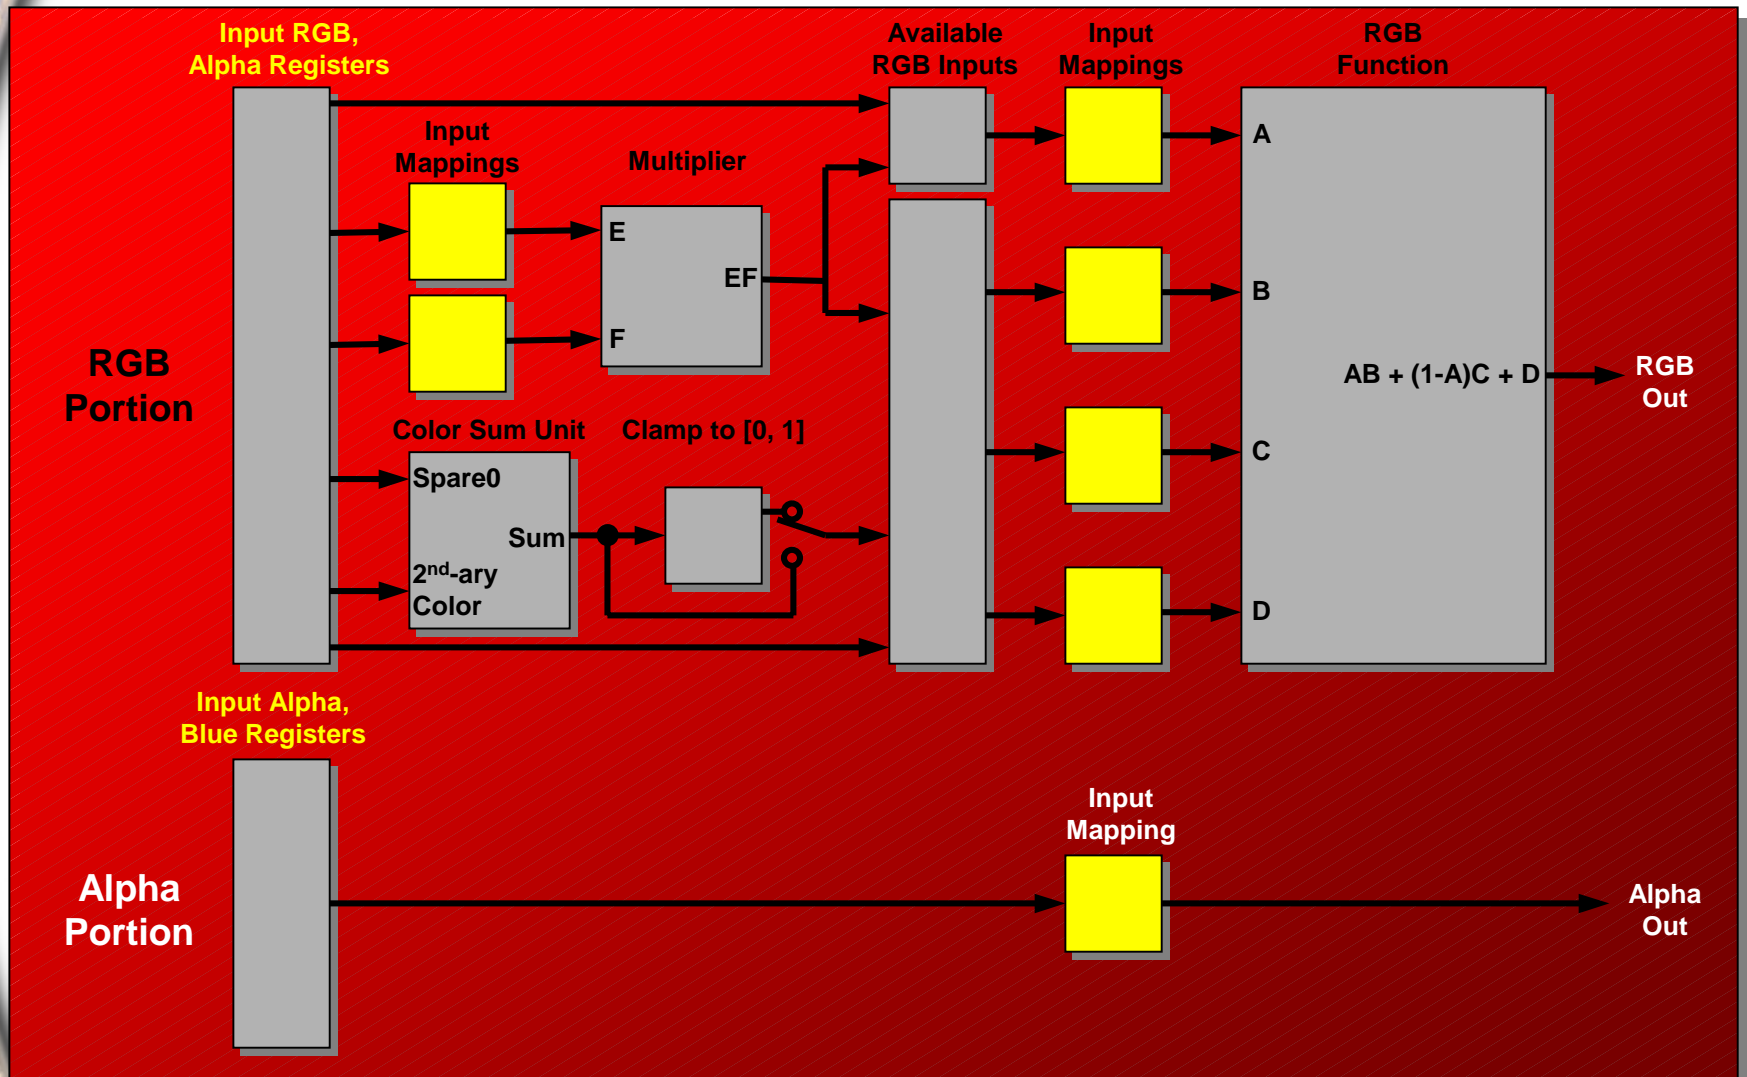 Input RGB,
Alpha Registers
Available
RGB Inputs
Input
Mappings
RGB
Function
Input
Mappings
Multiplier
A
E
EF
F
B
RGB
Portion
AB + (1-A)C + D
RGB
Out
Color Sum Unit
Clamp to [0, 1]
C
Spare0
Sum
2nd-ary
Color
D
Input Alpha,
Blue Registers
Input
Mapping
Alpha
Portion
Alpha
Out